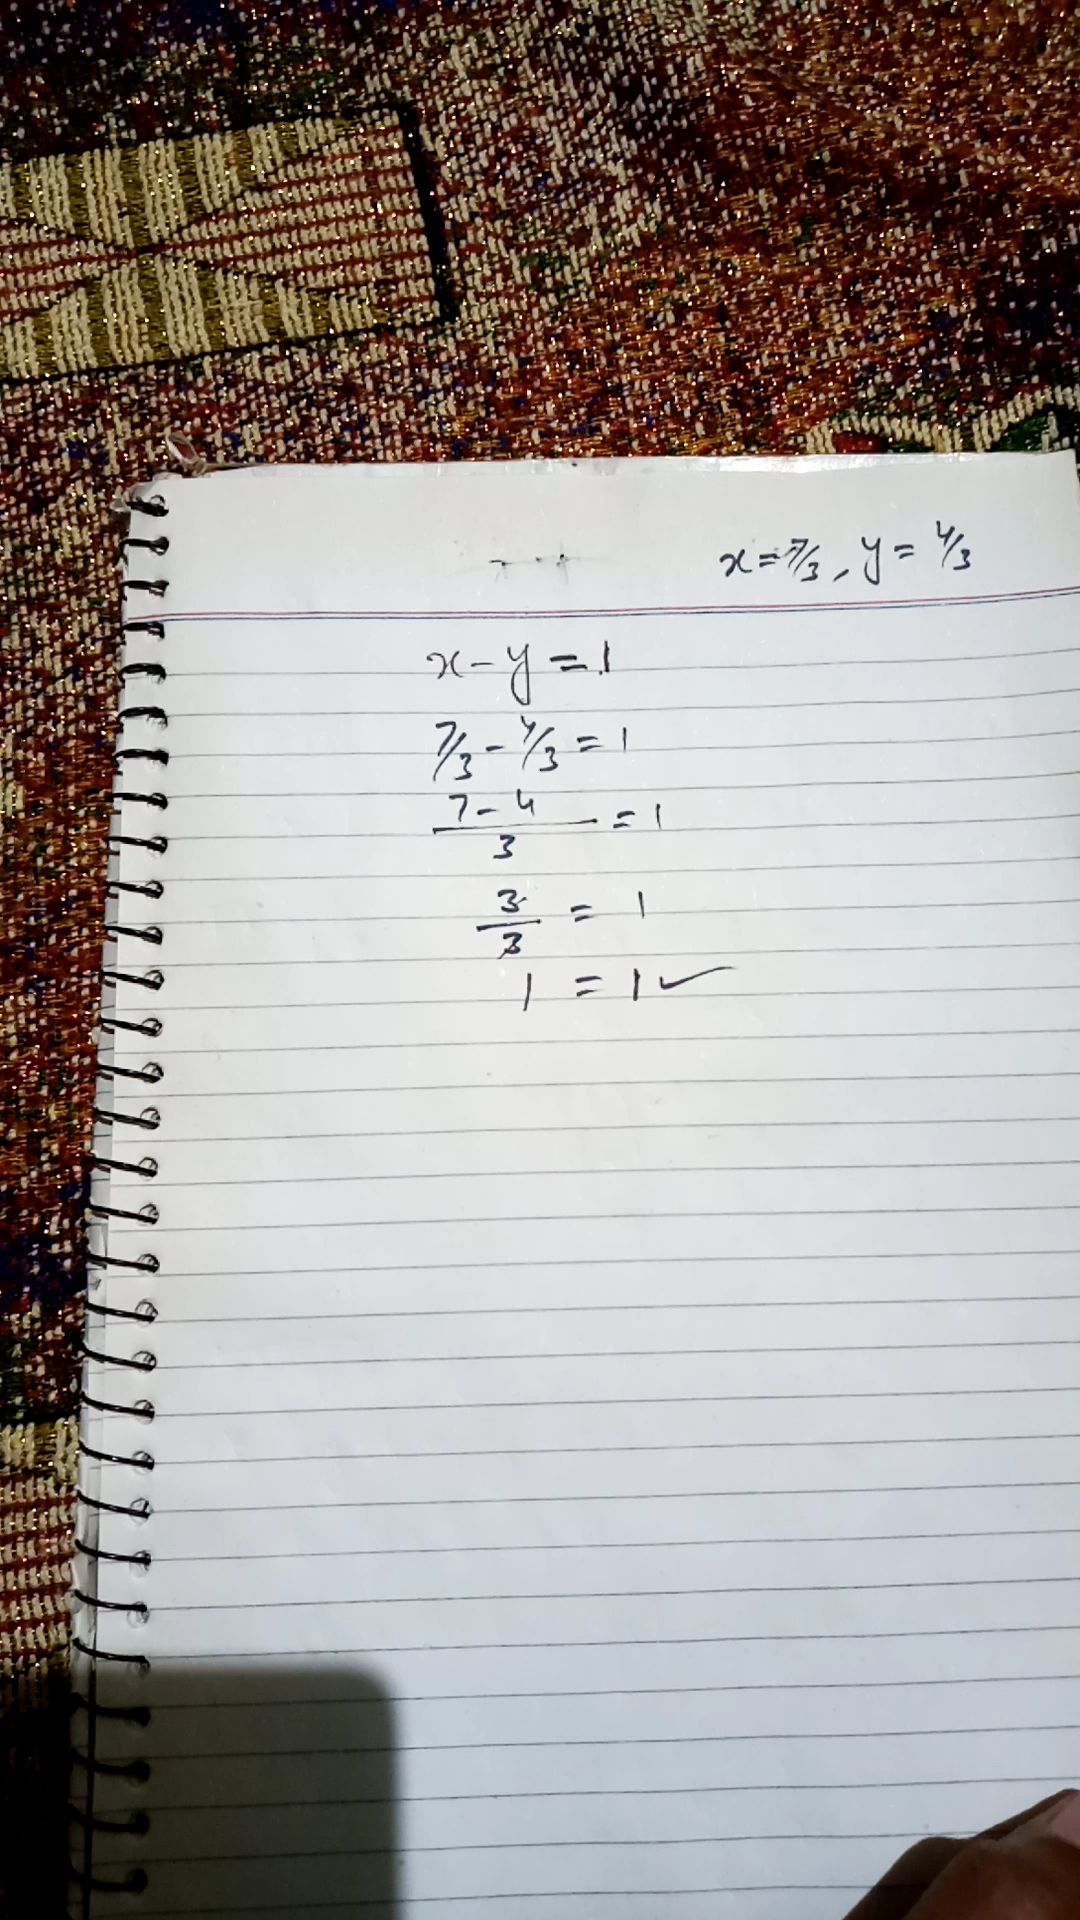 x = 7/3, y = 4/3
x - y = 1
7/3 - 4/3 = 1
7 - 4 / 3 = 1
3 / 3 = 1
1 = 1 ✓